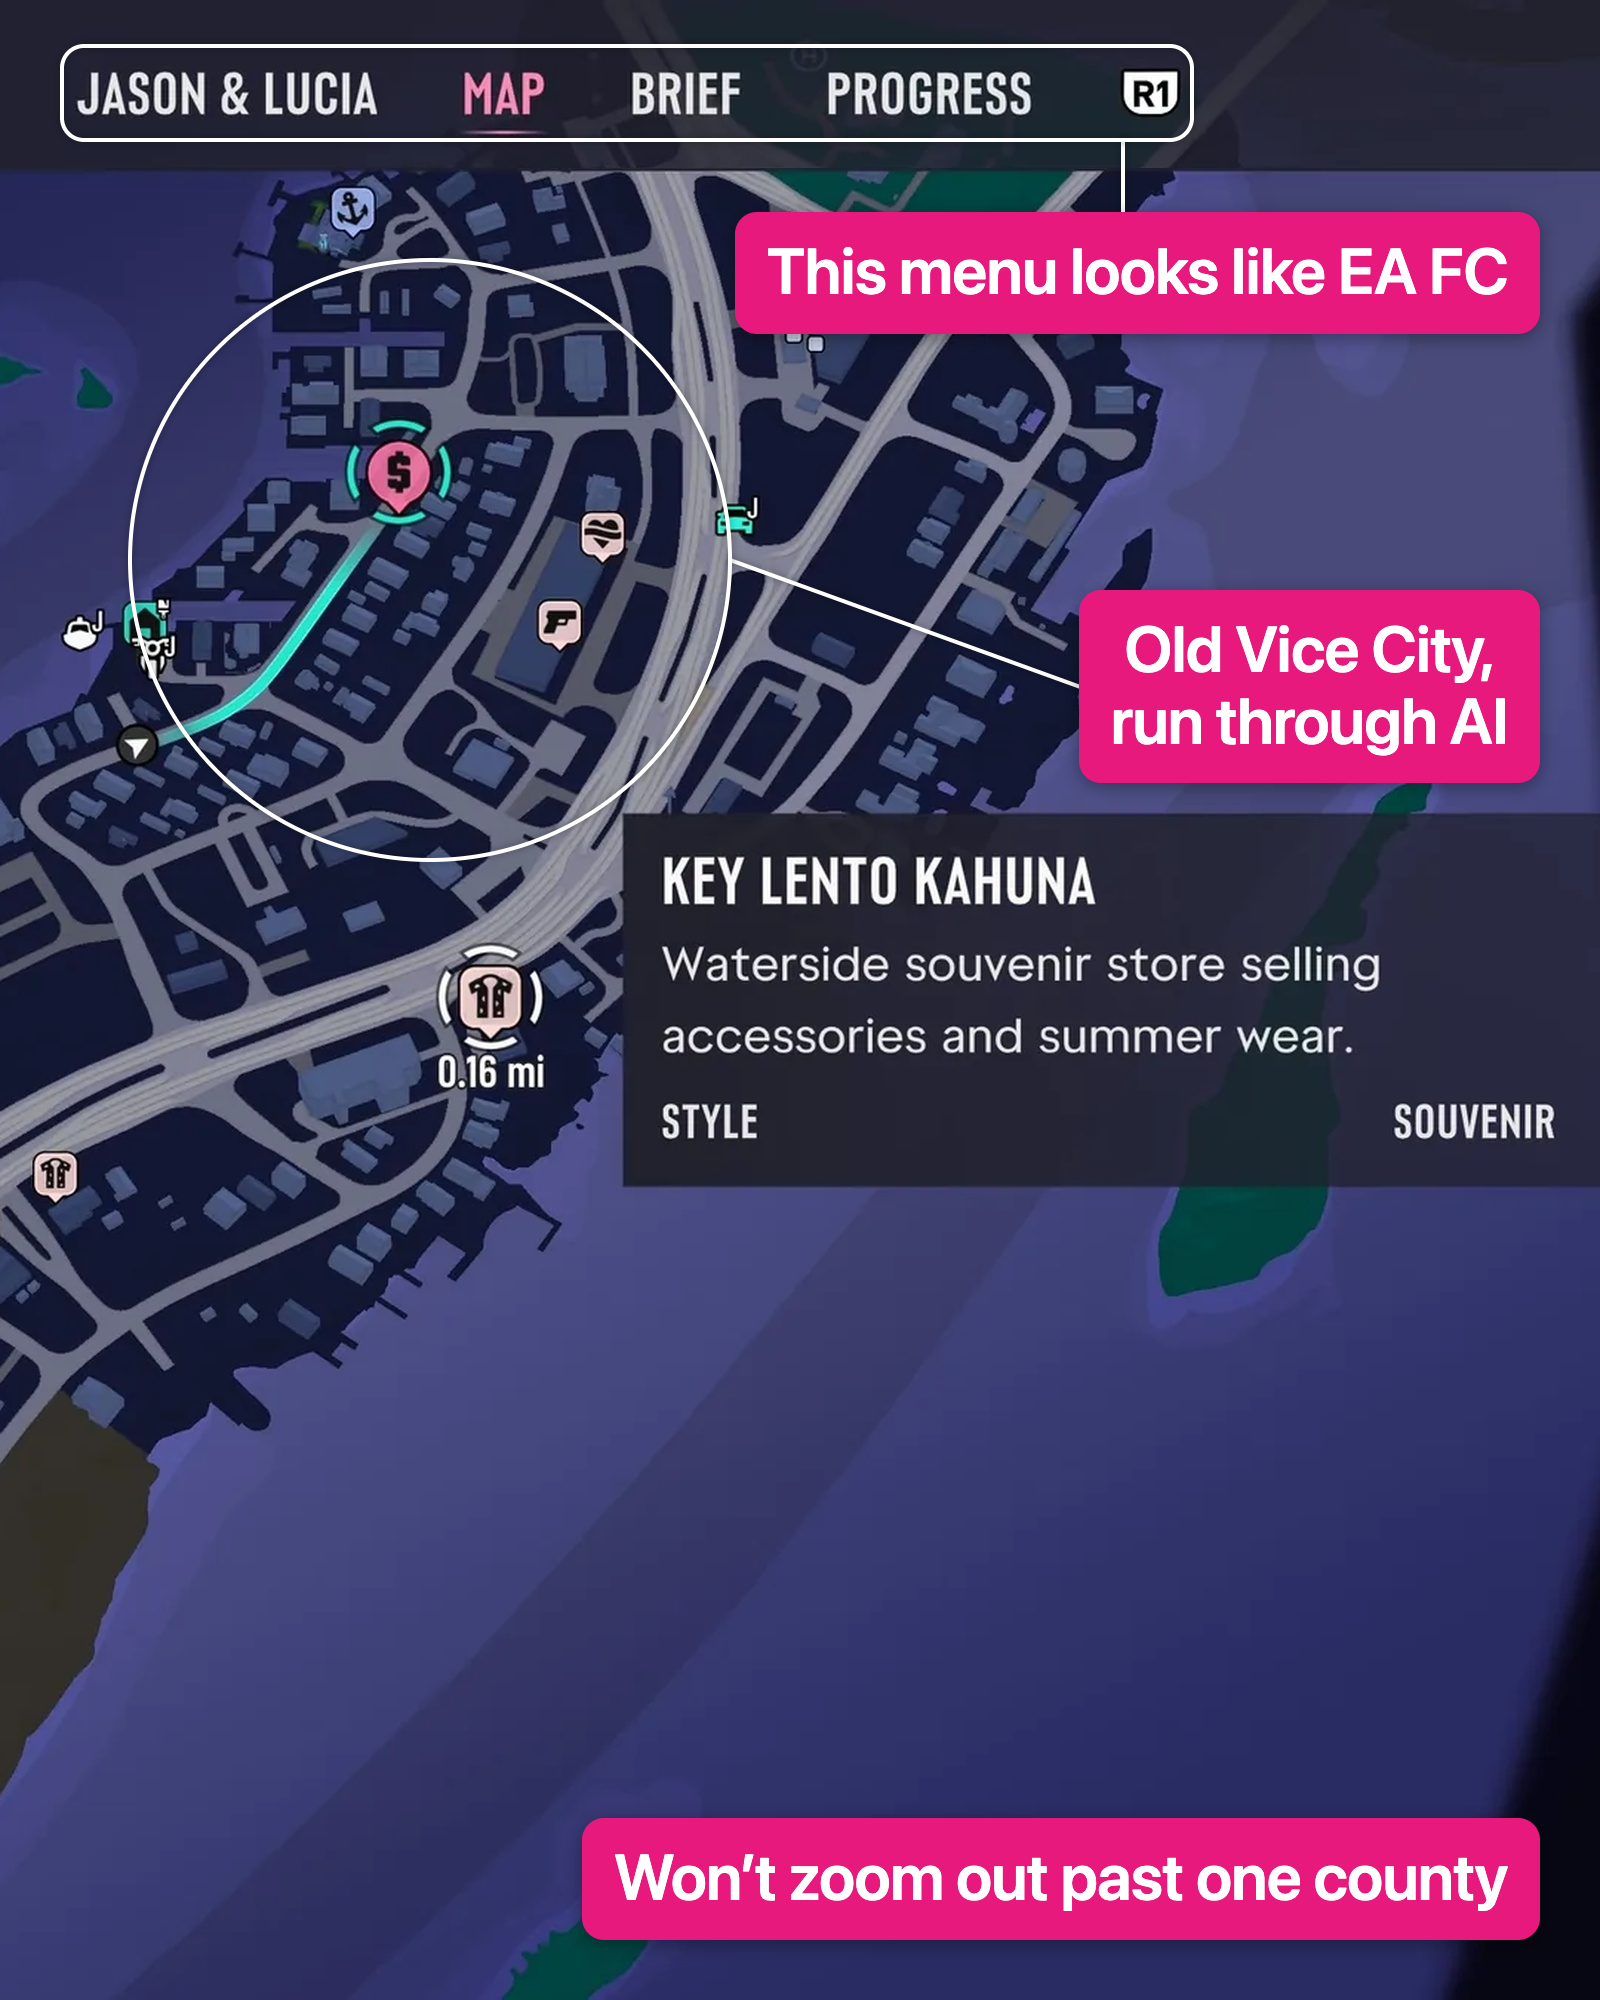 JASON & LUCIA MAP BRIEF PROGRESS R1
This menu looks like EA FC
$
J
J
J
Old Vice City,
run through AI
KEY LENTO KAHUNA
Waterside souvenir store selling
accessories and summer wear.
0.16 mi
STYLE SOUVENIR
Won't zoom out past one county